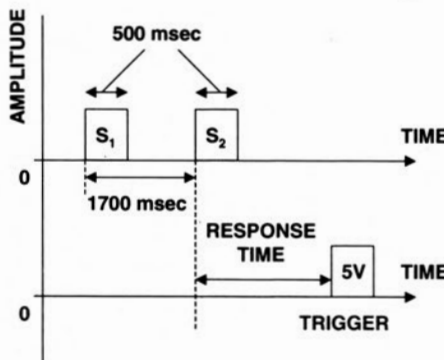 500 msec
AMPLITUDE
S1
S2
TIME
0
1700 msec
RESPONSE
TIME
5V
TIME
0
TRIGGER